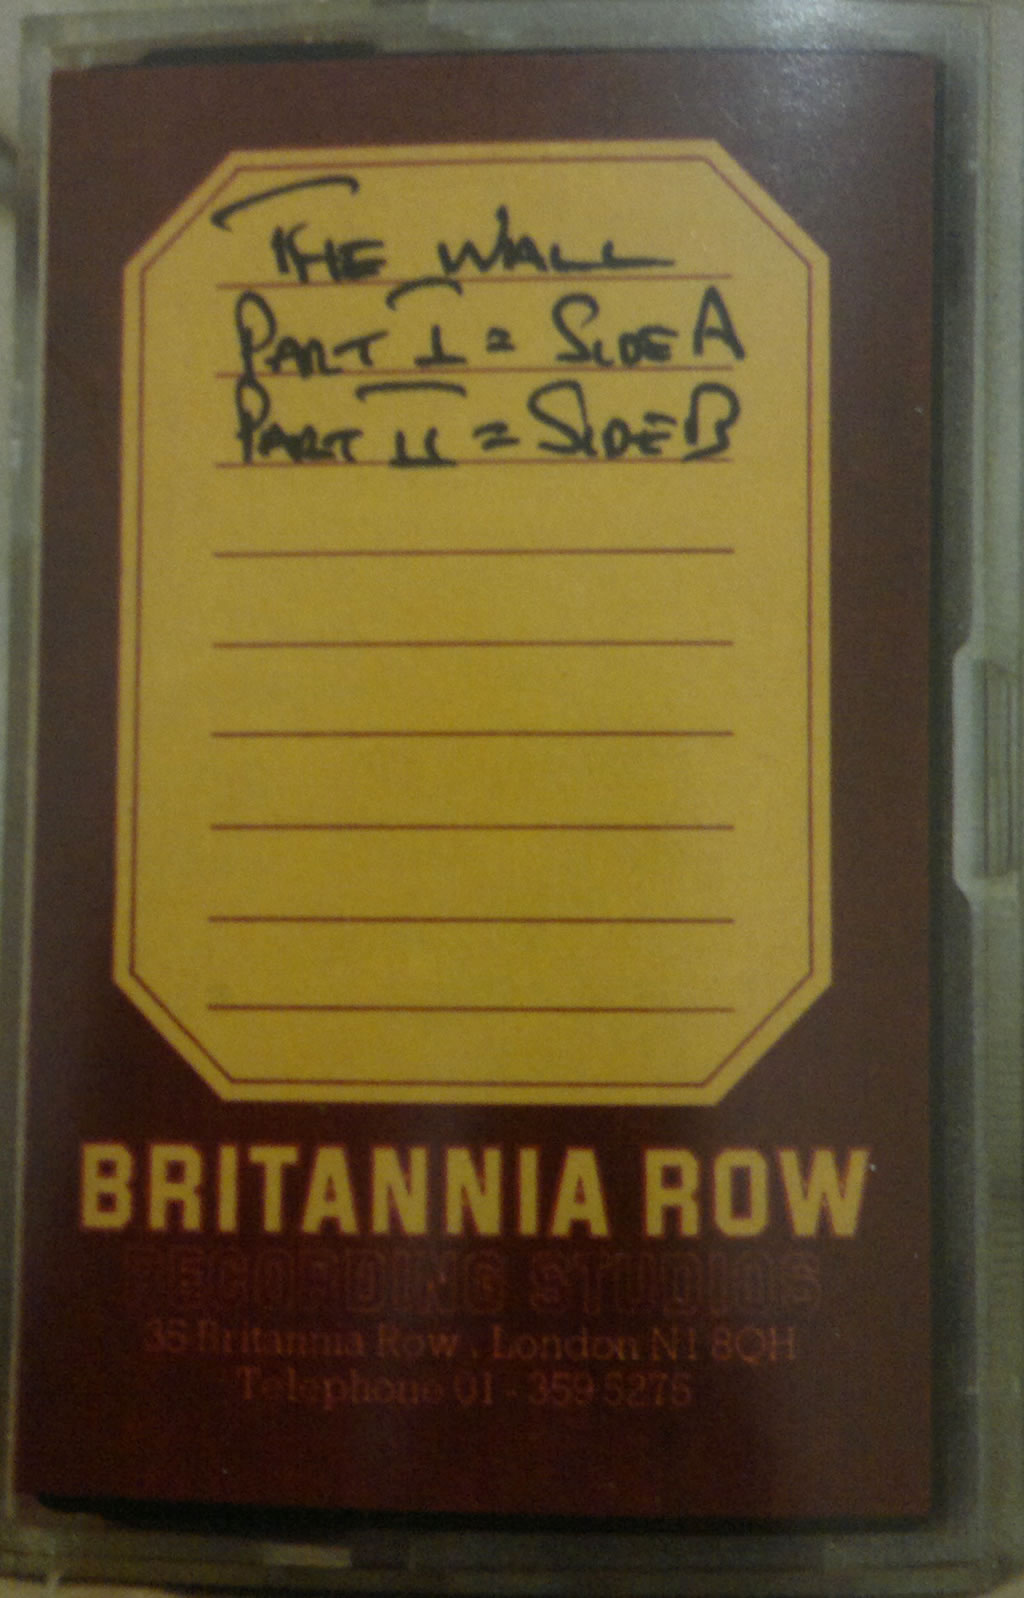 THE WALL
PART I = SIDE A
PART II = SIDE B
BRITANNIA ROW
RECORDING STUDIOS
35 Britannia Row, London N1 8QH
Telephone 01 - 359 5275